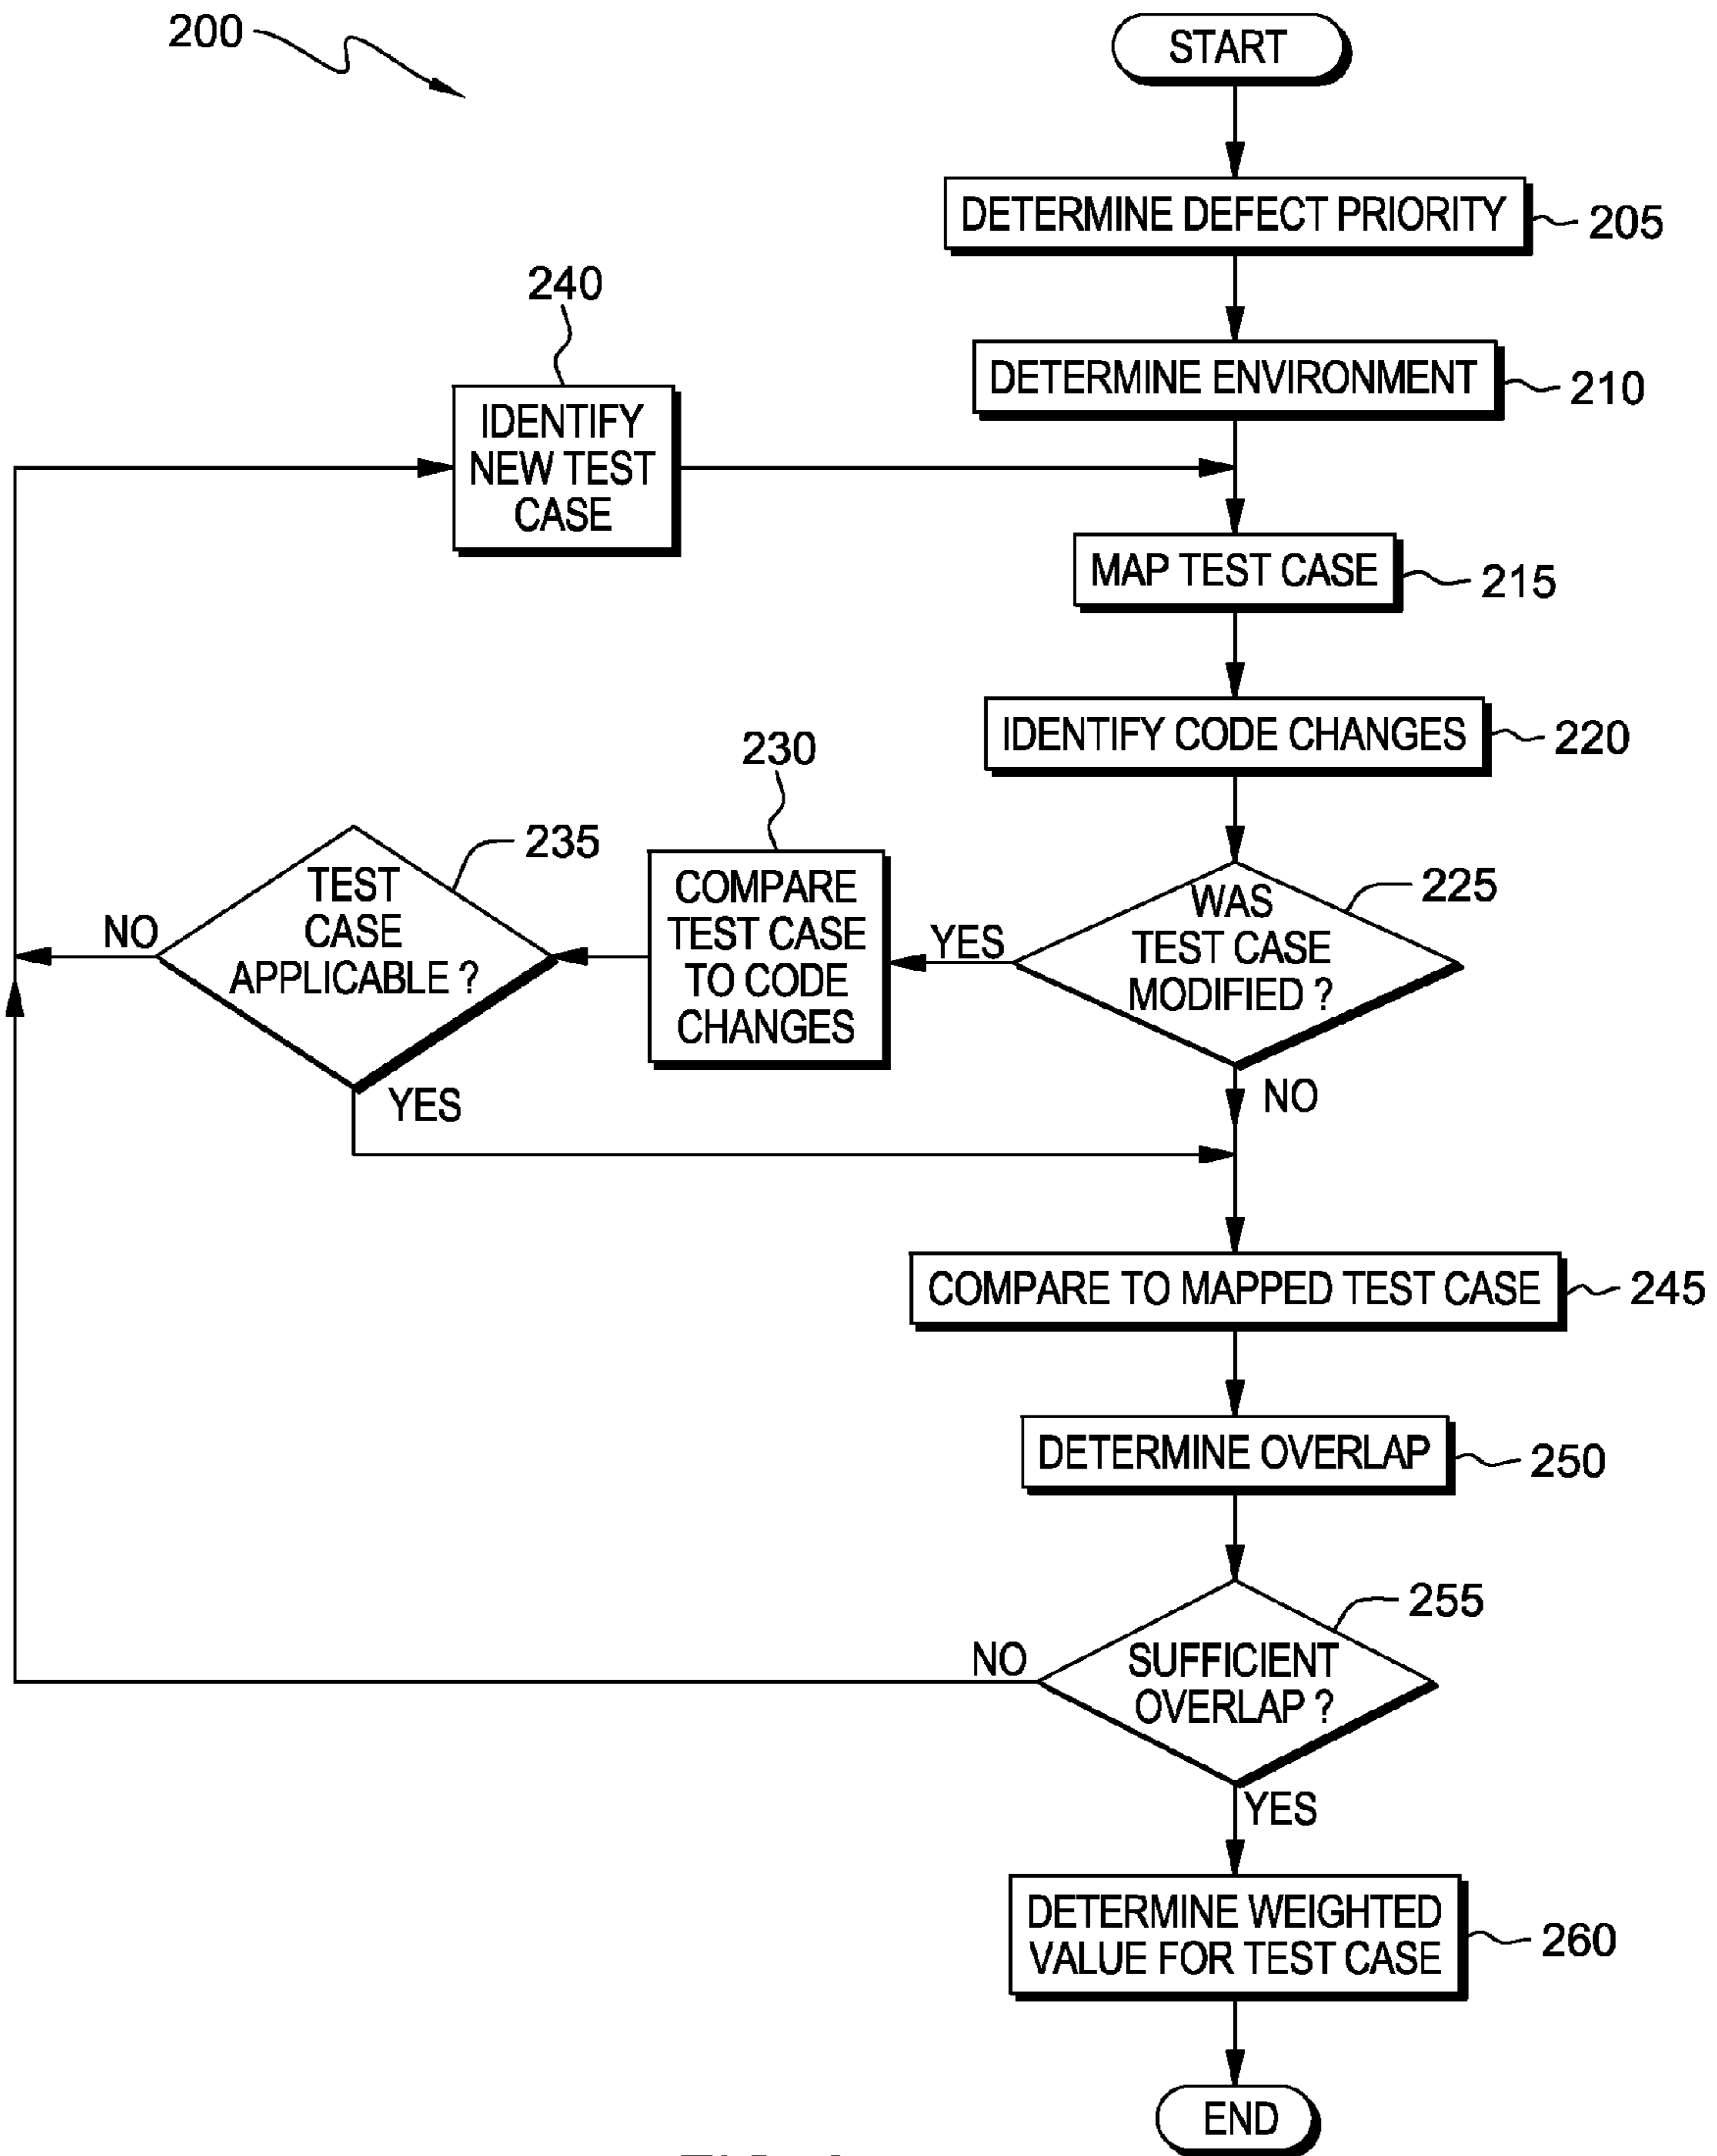 200
START
DETERMINE DEFECT PRIORITY
205
240
DETERMINE ENVIRONMENT
210
IDENTIFY
NEW TEST
CASE
MAP TEST CASE
215
IDENTIFY CODE CHANGES
220
230
235
TEST
CASE
APPLICABLE ?
NO
YES
COMPARE
TEST CASE
TO CODE
CHANGES
YES
225
WAS
TEST CASE
MODIFIED ?
NO
COMPARE TO MAPPED TEST CASE
245
DETERMINE OVERLAP
250
255
NO
SUFFICIENT
OVERLAP ?
YES
DETERMINE WEIGHTED
VALUE FOR TEST CASE
260
END